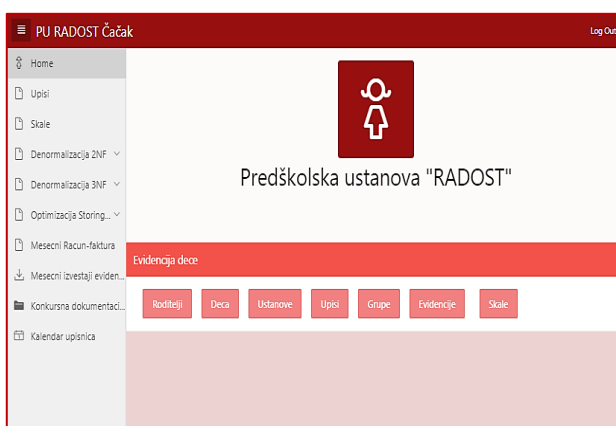 PU RADOST Čačak
Log Out
Home
Upisi
Skale
Denormalizacija 2NF
Denormalizacija 3NF
Optimizacija Storing...
Mesecni Racun-faktura
Mesecni izvestaji eviden...
Konkursna dokumentaci...
Kalendar upisnica
Predškolska ustanova "RADOST"
Evidencija dece
Roditelji Deca Ustanove Upisi Grupe Evidencije Skale